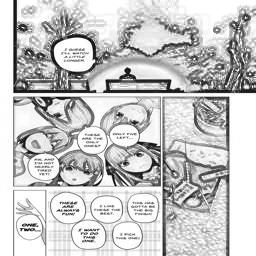 I GUESS
I'LL WATCH
A LITTLE
LONGER.
THESE
ARE THE
ONLY
ONES?
ONLY FIVE
LEFT...
AW, AND
I'M NOT
NEARLY
TIRED
YET!
ONE,
TWO...
THESE
ARE
ALWAYS
FUN!
I LIKE
THESE THE
BEST.
THIS HAS
GOTTA BE
THE BIG
FINISH!
I WANT
TO DO
THIS
ONE.
I PICK
THIS ONE!